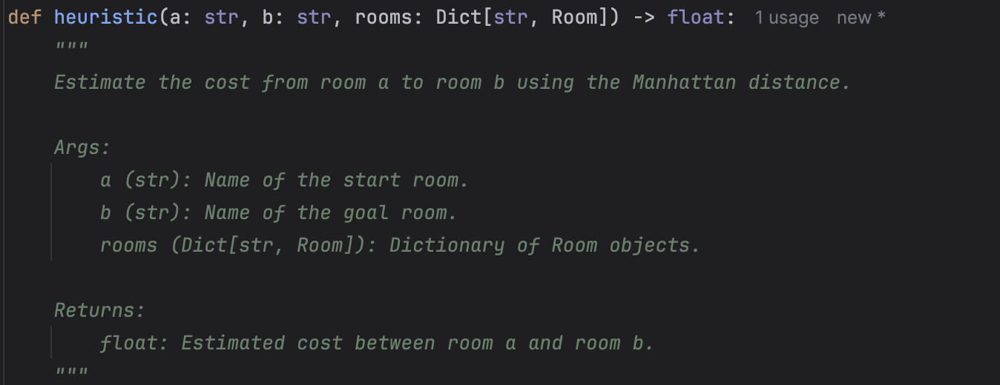 def heuristic(a: str, b: str, rooms: Dict[str, Room]) -> float: 1 usage new *
"""
Estimate the cost from room a to room b using the Manhattan distance.
Args:
a (str): Name of the start room.
b (str): Name of the goal room.
rooms (Dict[str, Room]): Dictionary of Room objects.
Returns:
float: Estimated cost between room a and room b.
"""